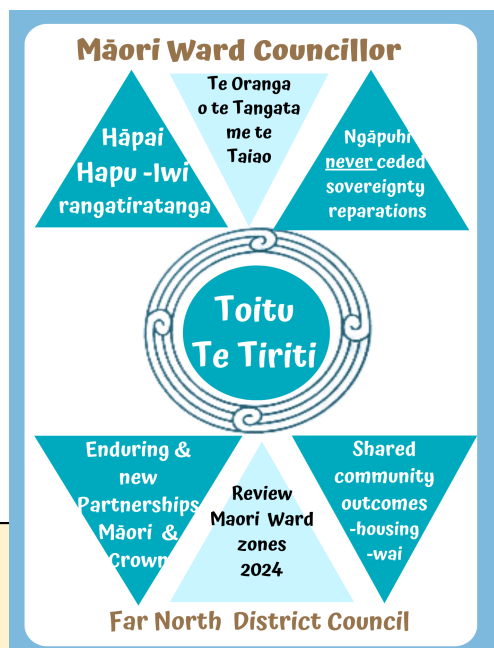 Māori Ward Councillor
Hāpai
Hapu -Iwi
rangatiratanga
Te Oranga
o te Tangata
me te
Taiao
Ngāpuhi
never ceded
sovereignty
reparations
Toitu
Te Tiriti
Enduring &
new
Partnerships
Māori &
Crown
Review
Maori Ward
zones
2024
Shared
community
outcomes
-housing
-wai
Far North District Council